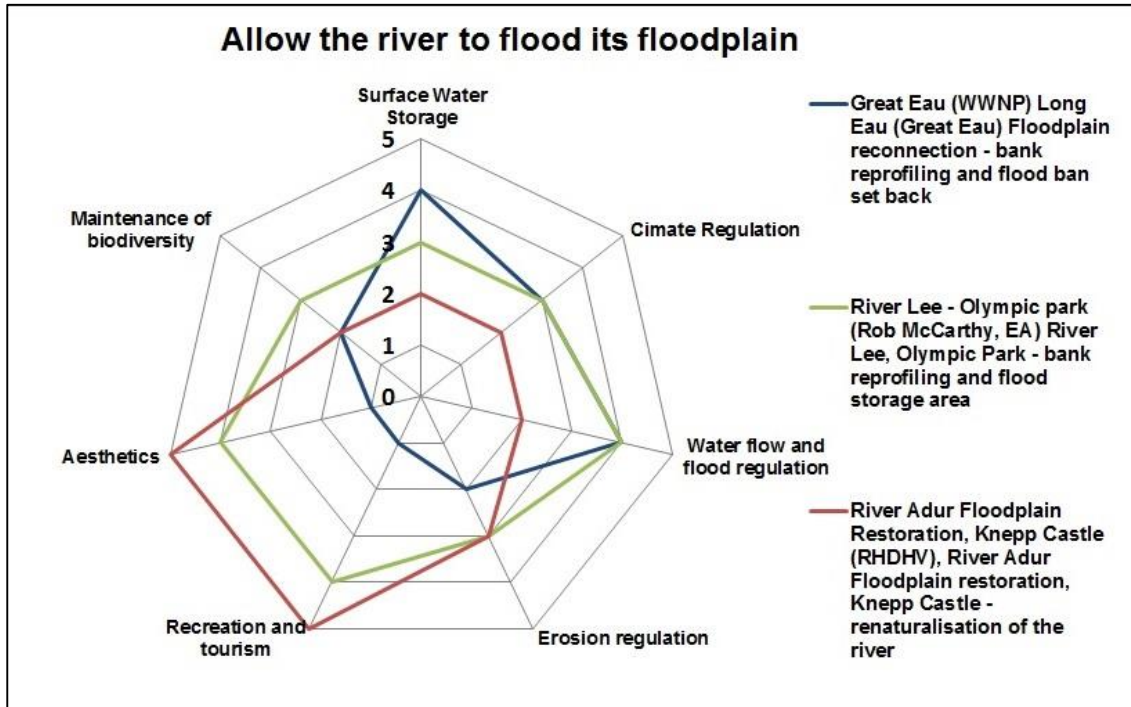 Allow the river to flood its floodplain
Surface Water
Storage
5
4
3
2
1
0
Cimate Regulation
Water flow and
flood regulation
Erosion regulation
Recreation and
tourism
Aesthetics
Maintenance of
biodiversity
Great Eau (WWNP) Long
Eau (Great Eau) Floodplain
reconnection - bank
reprofiling and flood ban
set back
River Lee - Olympic park
(Rob McCarthy, EA) River
Lee, Olympic Park - bank
reprofiling and flood
storage area
River Adur Floodplain
Restoration, Knepp Castle
(RHDHV), River Adur
Floodplain restoration,
Knepp Castle -
renaturalisation of the
river